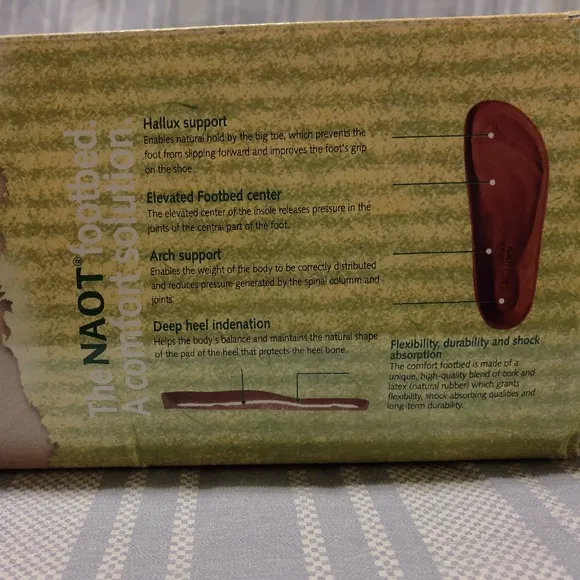 The NAOT® footbed.
A comfort solution
Hallux support
Enables natural hold by the big toe, which prevents the
foot from slipping forward and improves the foot's grip
on the shoe.
Elevated Footbed center
The elevated center of the insole releases pressure in the
joints of the central part of the foot.
Arch support
Enables the weight of the body to be correctly distributed
and reduces pressure generated by the spinal column and
joints.
Deep heel indenation
Helps the body s balance and maintains the natural shape
of the pad of the heel that protects the heel bone.
Flexibility, durability and shock
absorption
The comfort footbed is made of a
unique, high-quality blend of cork and
latex (natural rubber) which grants
flexibility, shock absorbing qualities and
long-term durability.